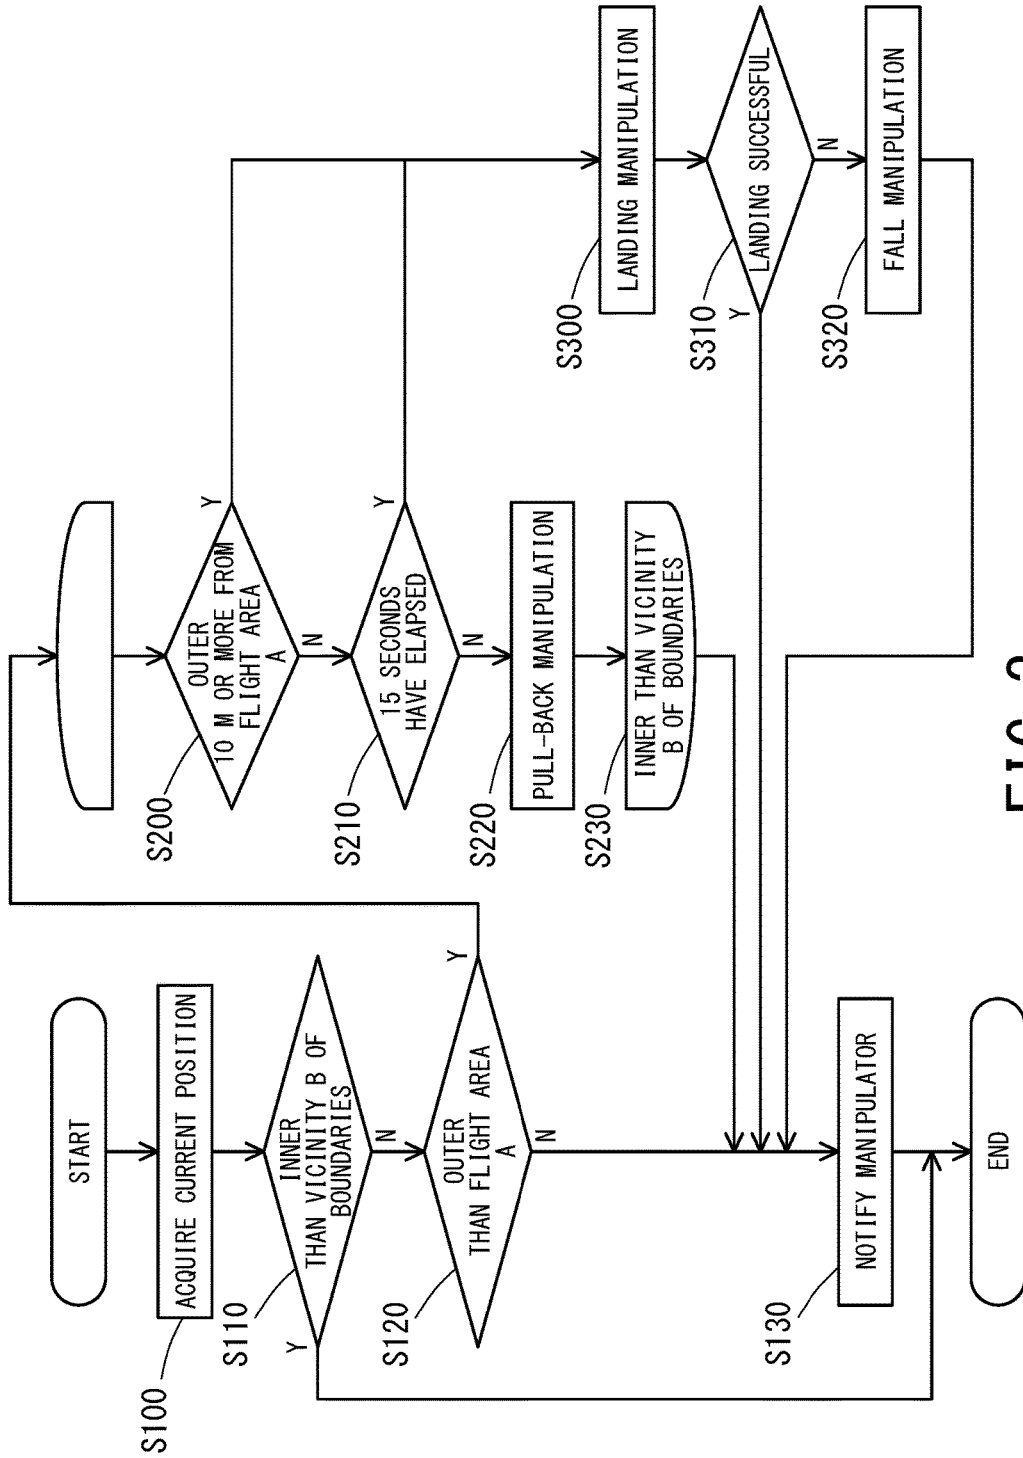 START
ACQUIRE CURRENT POSITION
S100
INNER
THAN VICINITY B OF
BOUNDARIES
S110
Y
N
OUTER
THAN FLIGHT AREA
A
S120
Y
N
NOTIFY MANIPULATOR
S130
END
OUTER
10 M OR MORE FROM
FLIGHT AREA
A
S200
Y
N
15 SECONDS
HAVE ELAPSED
S210
Y
N
PULL-BACK MANIPULATION
S220
INNER THAN VICINITY
B OF BOUNDARIES
S230
LANDING MANIPULATION
S300
LANDING SUCCESSFUL
S310
Y
N
FALL MANIPULATION
S320